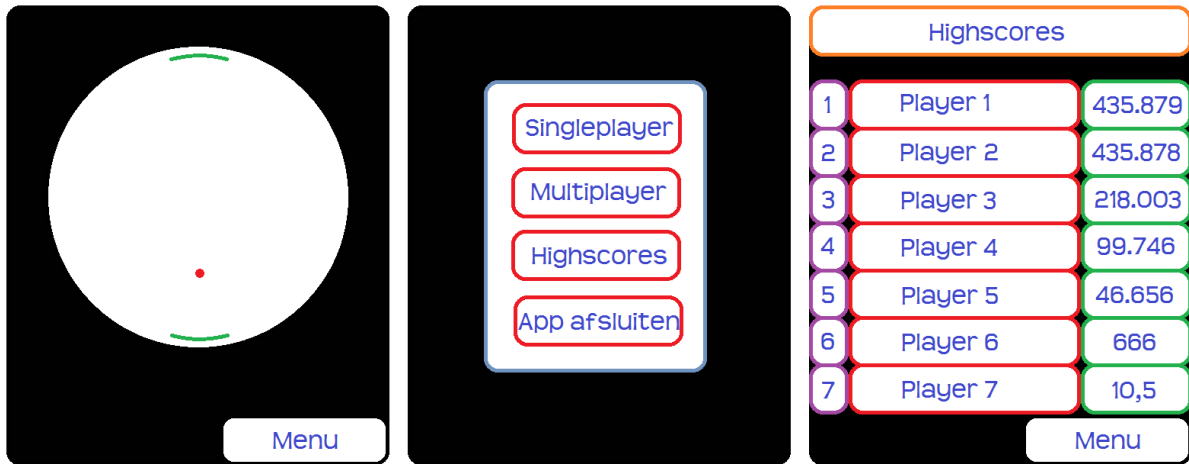 Menu
Singleplayer
Multiplayer
Highscores
App afsluiten
Highscores
1 Player 1 435.879
2 Player 2 435.878
3 Player 3 218.003
4 Player 4 99.746
5 Player 5 46.656
6 Player 6 666
7 Player 7 10,5
Menu